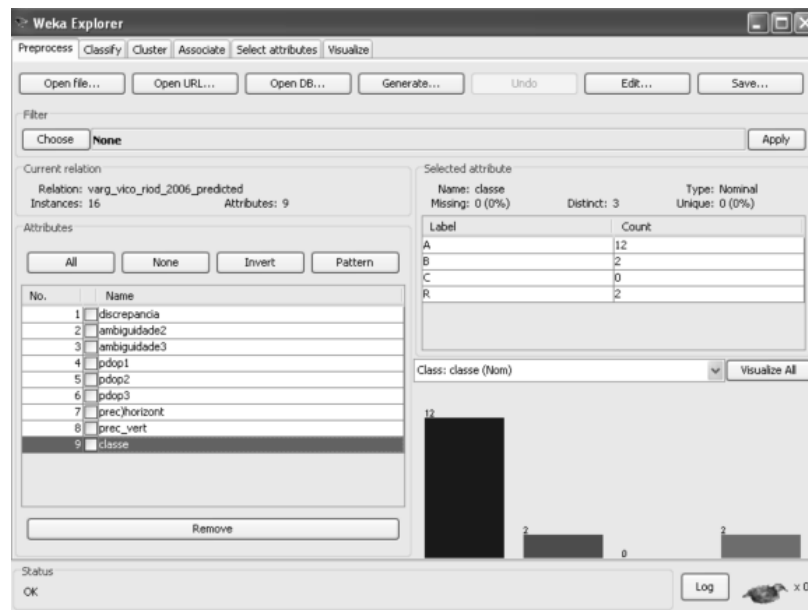 Weka Explorer
Preprocess Classify Cluster Associate Select attributes Visualize
Open file... Open URL... Open DB... Generate... Undo Edit... Save...
Filter
Choose None Apply
Current relation
Relation: varg_vico_riod_2006_predicted
Instances: 16 Attributes: 9
Selected attribute
Name: classe Type: Nominal
Missing: 0 (0%) Distinct: 3 Unique: 0 (0%)
Attributes
All None Invert Pattern
No. Name
1 discrepancia
2 ambiguidade2
3 ambiguidade3
4 pdop1
5 pdop2
6 pdop3
7 prec)horizont
8 prec_vert
9 classe
Remove
Label Count
A 12
B 2
C 0
R 2
Class: classe (Nom) Visualize All
12
2
0
2
Status
OK
Log x 0